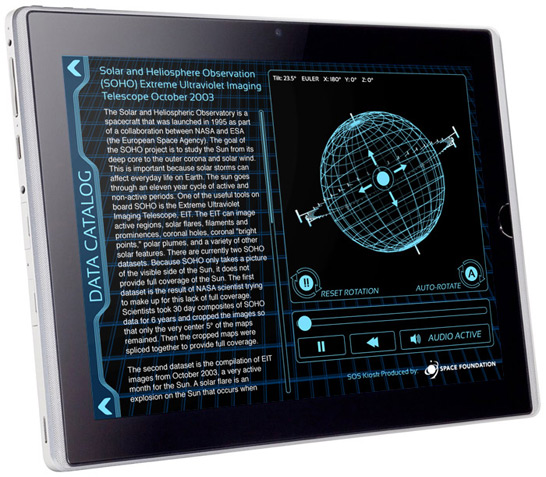 DATA CATALOG
Solar and Heliosphere Observation
(SOHO) Extreme Ultraviolet Imaging
Telescope October 2003
The Solar and Heliospheric Observatory is a
spacecraft that was launched in 1995 as part
of a collaboration between NASA and ESA
(the European Space Agency). The goal of
the SOHO project is to study the Sun from its
deep core to the outer corona and solar wind.
This is important because solar storms can
affect everyday life on Earth. The sun goes
through an eleven year cycle of active and
non-active periods. One of the useful tools on
board SOHO is the Extreme Ultraviolet
Imaging Telescope, EIT. The EIT can image
active regions, solar flares, filaments and
prominences, coronal holes, coronal "bright
points," polar plumes, and a variety of other
solar features. There are currently two SOHO
datasets. Because SOHO only takes a picture
of the visible side of the Sun, it does not
provide full coverage of the Sun. The first
dataset is the result of NASA scientist trying
to make up for this lack of full coverage.
Scientists took 30 day composites of SOHO
data for 6 years and cropped the images so
that only the very center 5° of the maps
remained. Then the cropped maps were
spliced together to provide full coverage.
The second dataset is the compilation of EIT
images from October 2003, a very active
month for the Sun. A solar flare is an
explosion on the Sun that occurs when
Tilt: 23.5° EULER X: 180° Y: 0° Z: 0°
RESET ROTATION
AUTO-ROTATE
A
AUDIO ACTIVE
SOS Kiosk Produced by:
SPACE FOUNDATION